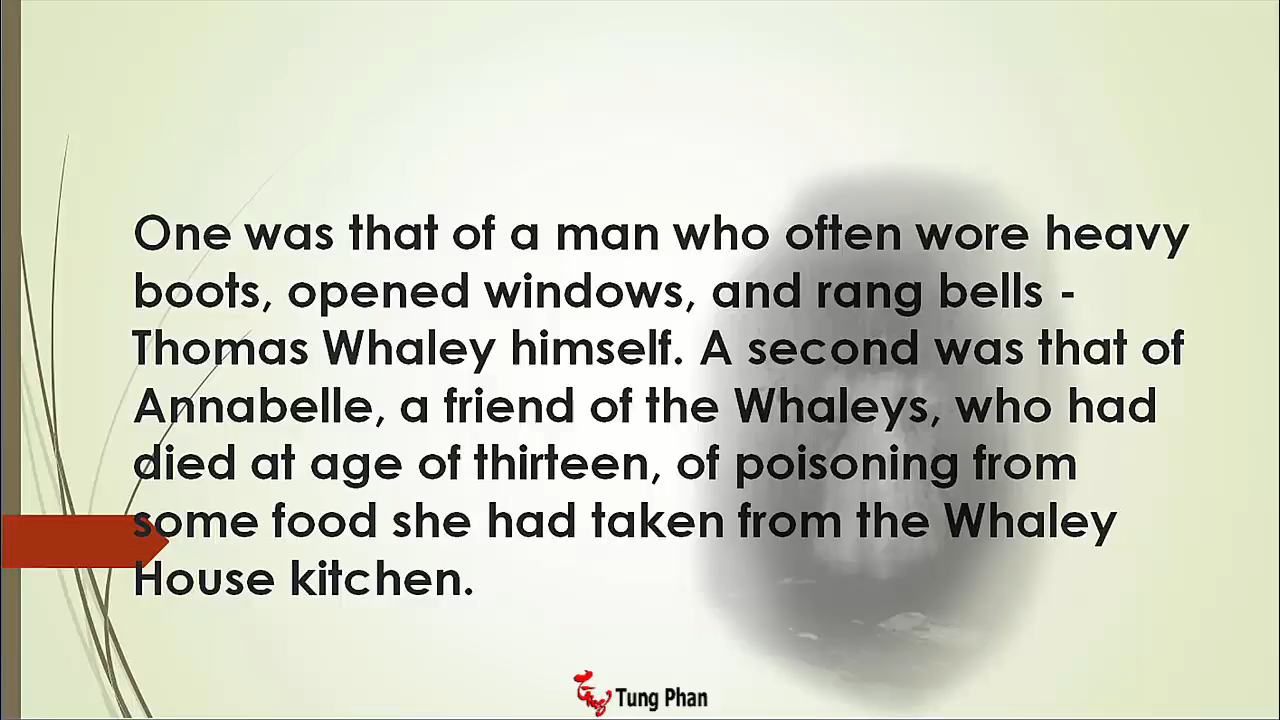 One was that of a man who often wore heavy
boots, opened windows, and rang bells -
Thomas Whaley himself. A second was that of
Annabelle, a friend of the Whaleys, who had
died at age of thirteen, of poisoning from
some food she had taken from the Whaley
House kitchen.
Tung Phan